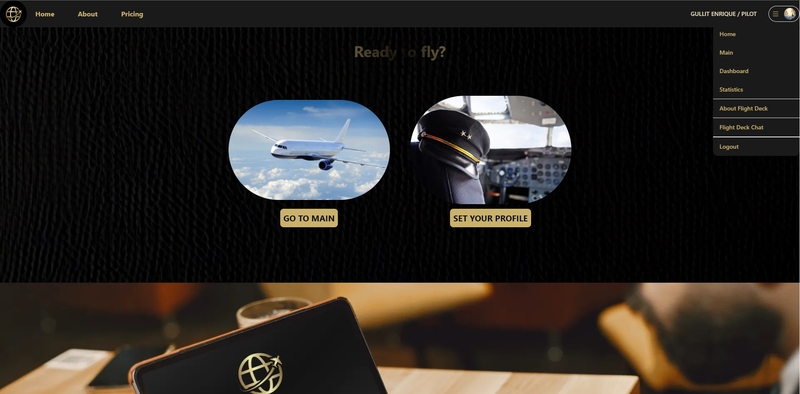 Home About Pricing
GULLIT ENRIQUE / PILOT
Home
Main
Dashboard
Statistics
About Flight Deck
Flight Deck Chat
Logout
Ready to fly?
GO TO MAIN SET YOUR PROFILE